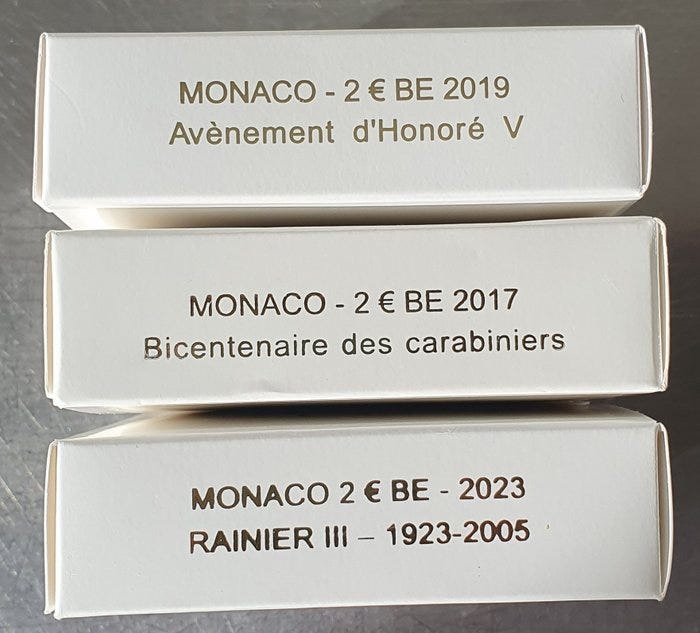 MONACO - 2 € BE 2019
Avènement d'Honoré V
MONACO - 2 € BE 2017
Bicentenaire des carabiniers
MONACO 2 € BE - 2023
RAINIER III – 1923-2005